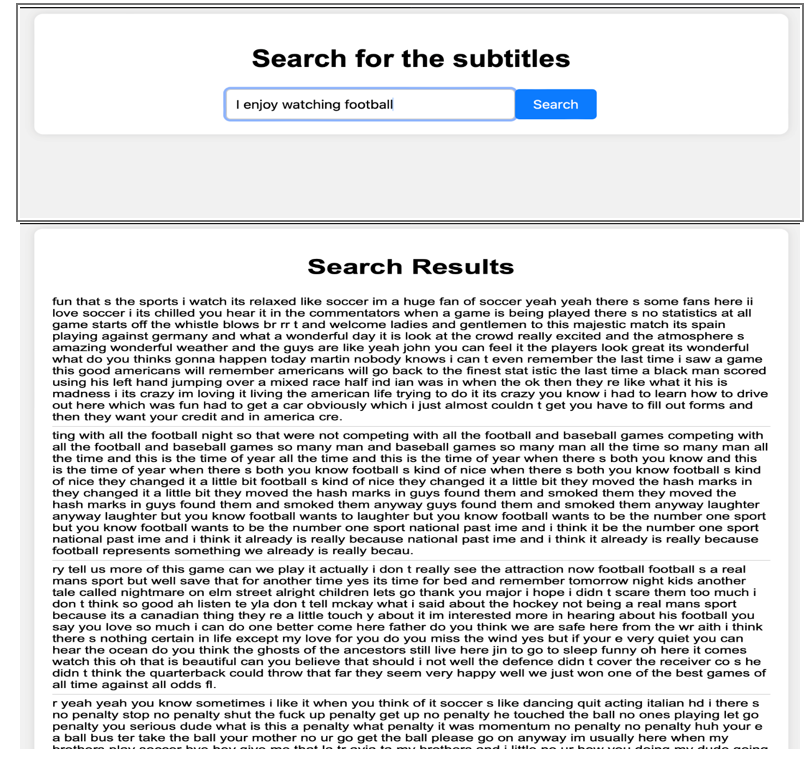 Search for the subtitles
I enjoy watching football
Search
Search Results
fun that s the sports i watch its relaxed like soccer im a huge fan of soccer yeah yeah there s some fans here ii
love soccer i its chilled you hear it in the commentators when a game is being played there s no statistics at all
game starts off the whistle blows br rr t and welcome ladies and gentlemen to this majestic match its spain
playing against germany and what a wonderful day it is look at the crowd really excited and the atmosphere s
amazing wonderful weather and the guys are like yeah john you can feel it the players look great its wonderful
what do you thinks gonna happen today martin nobody knows i can t even remember the last time i saw a game
this good americans will remember americans will go back to the finest stat istic the last time a black man scored
using his left hand jumping over a mixed race half ind ian was in when the ok then they re like what it his is
madness i its crazy im loving it living the american life trying to do it its crazy you know i had to learn how to drive
out here which was fun had to get a car obviously which i just almost couldn t get you have to fill out forms and
then they want your credit and in america cre.
ting with all the football night so that were not competing with all the football and baseball games competing with
all the football and baseball games so many man and baseball games so many man all the time so many man all
the time and this is the time of year all the time and this is the time of year when there s both you know and this
is the time of year when there s both you know football s kind of nice when there s both you know football s kind
of nice they changed it a little bit football s kind of nice they changed it a little bit they moved the hash marks in
they changed it a little bit they moved the hash marks in guys found them and smoked them they moved the
hash marks in guys found them and smoked them anyway guys found them and smoked them anyway laughter
anyway laughter but you know football wants to laughter but you know football wants to be the number one sport
but you know football wants to be the number one sport national past ime and i think it be the number one sport
national past ime and i think it already is really because national past ime and i think it already is really because
football represents something we already is really becau.
ry tell us more of this game can we play it actually i don t really see the attraction now football football s a real
mans sport but well save that for another time yes its time for bed and remember tomorrow night kids another
tale called nightmare on elm street alright children lets go thank you major i hope i didn t scare them too much i
don t think so good ah listen te yla don t tell mckay what i said about the hockey not being a real mans sport
because its a canadian thing they re a little touch y about it im interested more in hearing about his football you
say you love so much i can do one better come here father do you think we are safe here from the wr aith i think
there s nothing certain in life except my love for you do you miss the wind yes but if your e very quiet you can
hear the ocean do you think the ghosts of the ancestors still live here jin to go to sleep funny oh here it comes
watch this oh that is beautiful can you believe that should i not well the defence didn t cover the receiver co s he
didn t think the quarterback could throw that far they seem very happy well we just won one of the best games of
all time against all odds fl.
r yeah yeah you know sometimes i like it when you think of it soccer s like dancing quit acting italian hd i there s
no penalty stop no penalty shut the fuck up penalty get up no penalty he touched the ball no ones playing let go
penalty you serious dude what is this a penalty what penalty it was momentum no penalty no penalty huh your e
a ball bus ter take the ball your mother no ur go get the ball please go on anyway im usually here when my